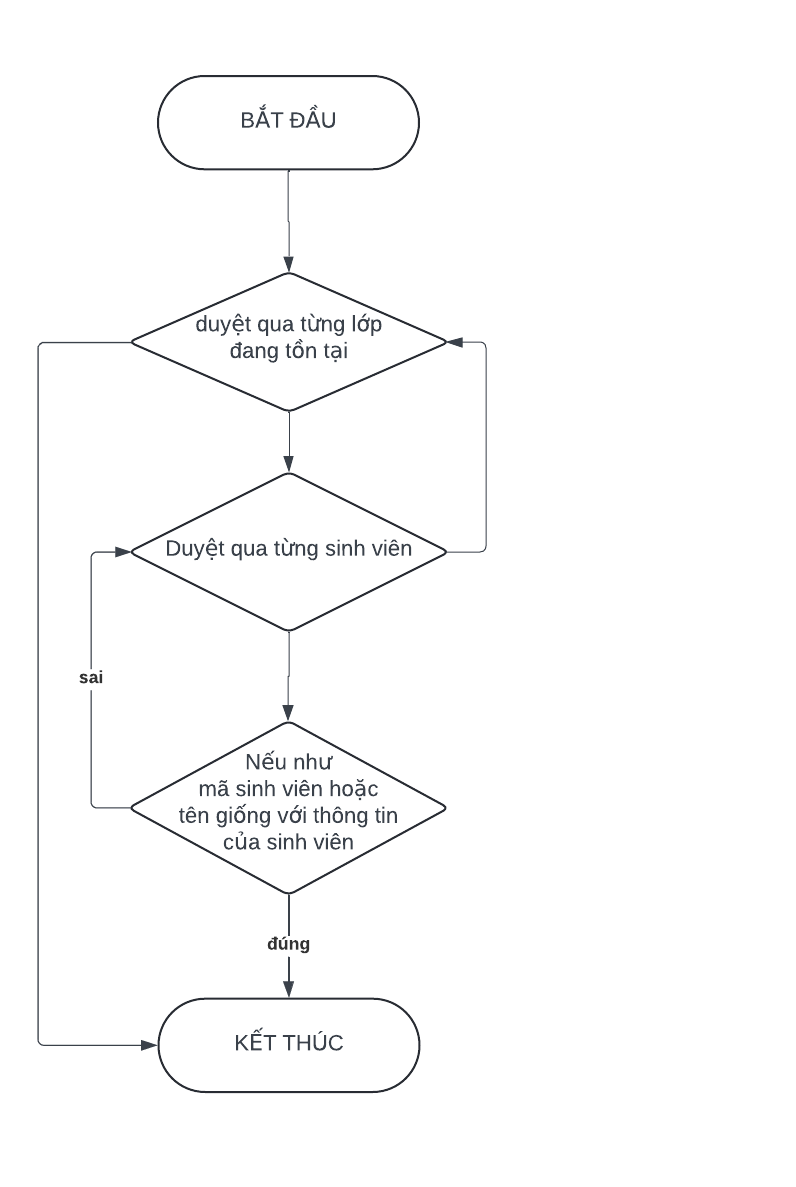 BẮT ĐẦU
duyệt qua từng lớp
đang tồn tại
Duyệt qua từng sinh viên
sai
Nếu như
mã sinh viên hoặc
tên giống với thông tin
của sinh viên
đúng
KẾT THÚC